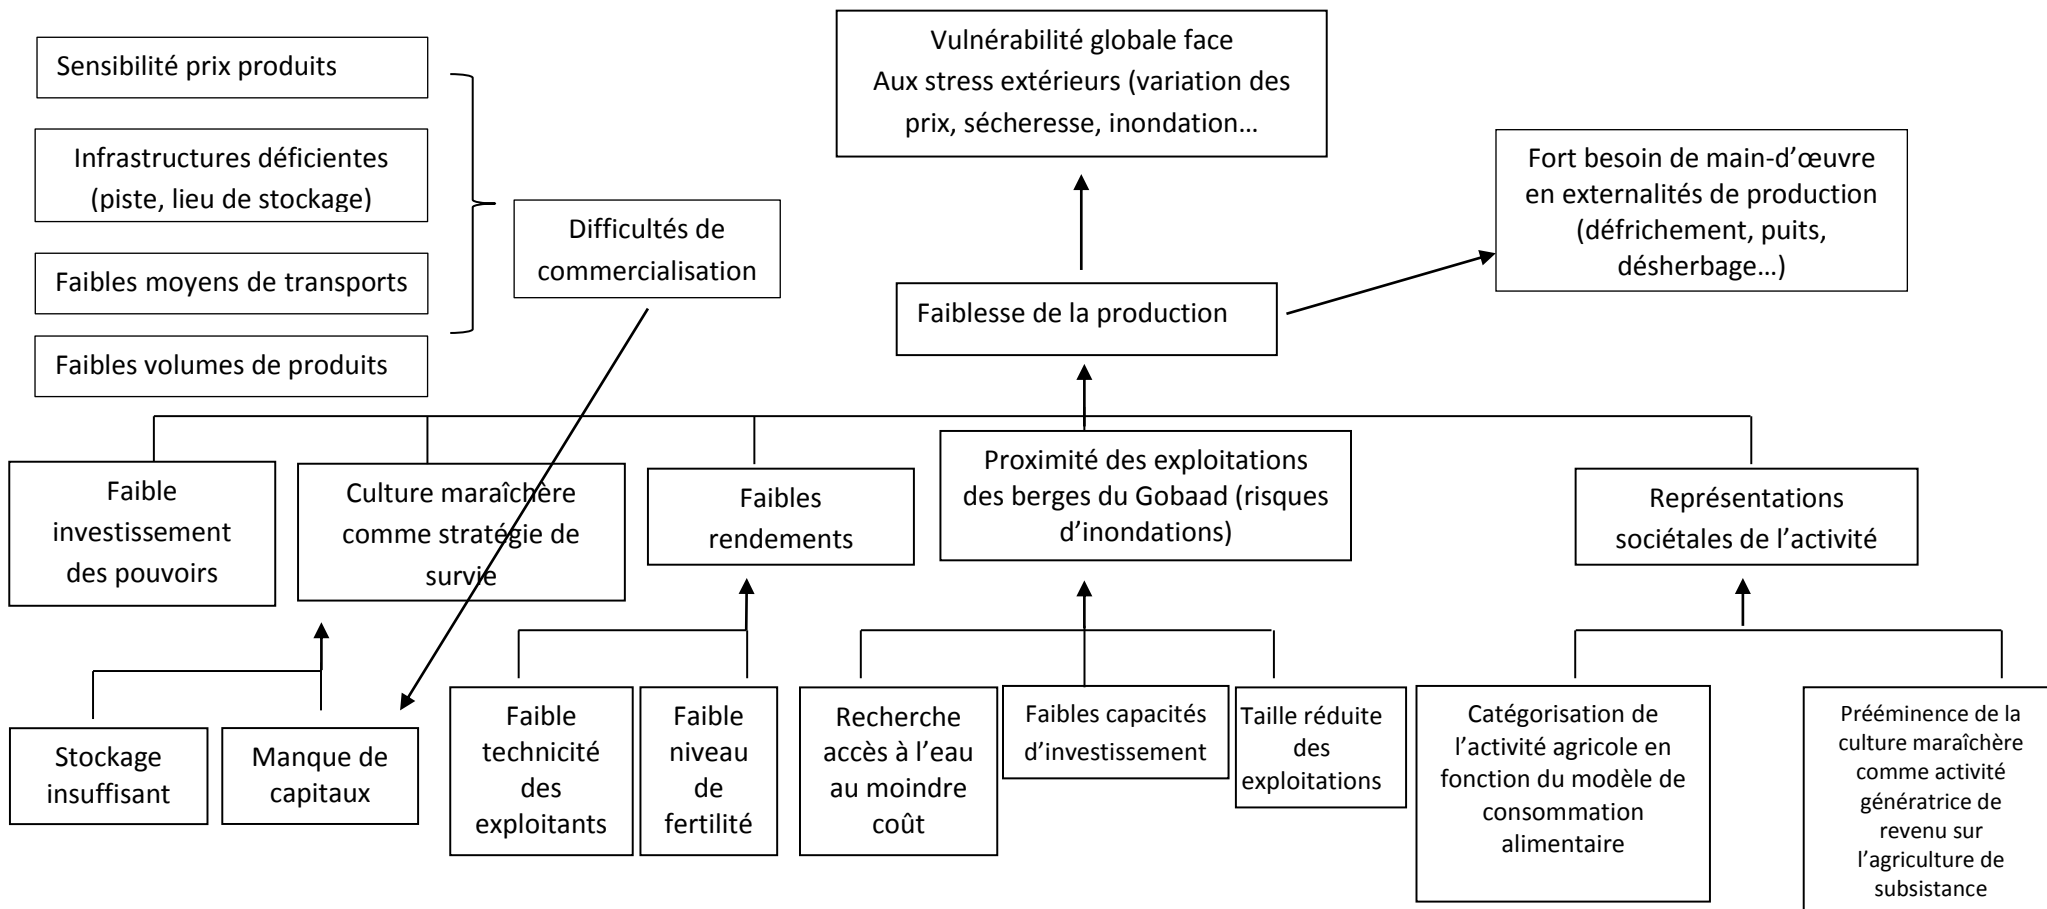 Sensibilité prix produits
Infrastructures déficientes
(piste, lieu de stockage)
Faibles moyens de transports
Faibles volumes de produits
Difficultés de
commercialisation
Vulnérabilité globale face
Aux stress extérieurs (variation des
prix, sécheresse, inondation...
Fort besoin de main-d’œuvre
en externalités de production
(défrichement, puits,
désherbage...)
Faiblesse de la production
Faible
investissement
des pouvoirs
Culture maraîchère
comme stratégie de
survie
Faibles
rendements
Proximité des exploitations
des berges du Gobaad (risques
d’inondations)
Représentations
sociétales de l’activité
Stockage
insuffisant
Manque de
capitaux
Faible
technicité
des
exploitants
Faible
niveau
de
fertilité
Recherche
accès à l’eau
au moindre
coût
Faibles capacités
d’investissement
Taille réduite
des
exploitations
Catégorisation de
l’activité agricole en
fonction du modèle de
consommation
alimentaire
Prééminence de la
culture maraîchère
comme activité
génératrice de
revenu sur
l’agriculture de
subsistance